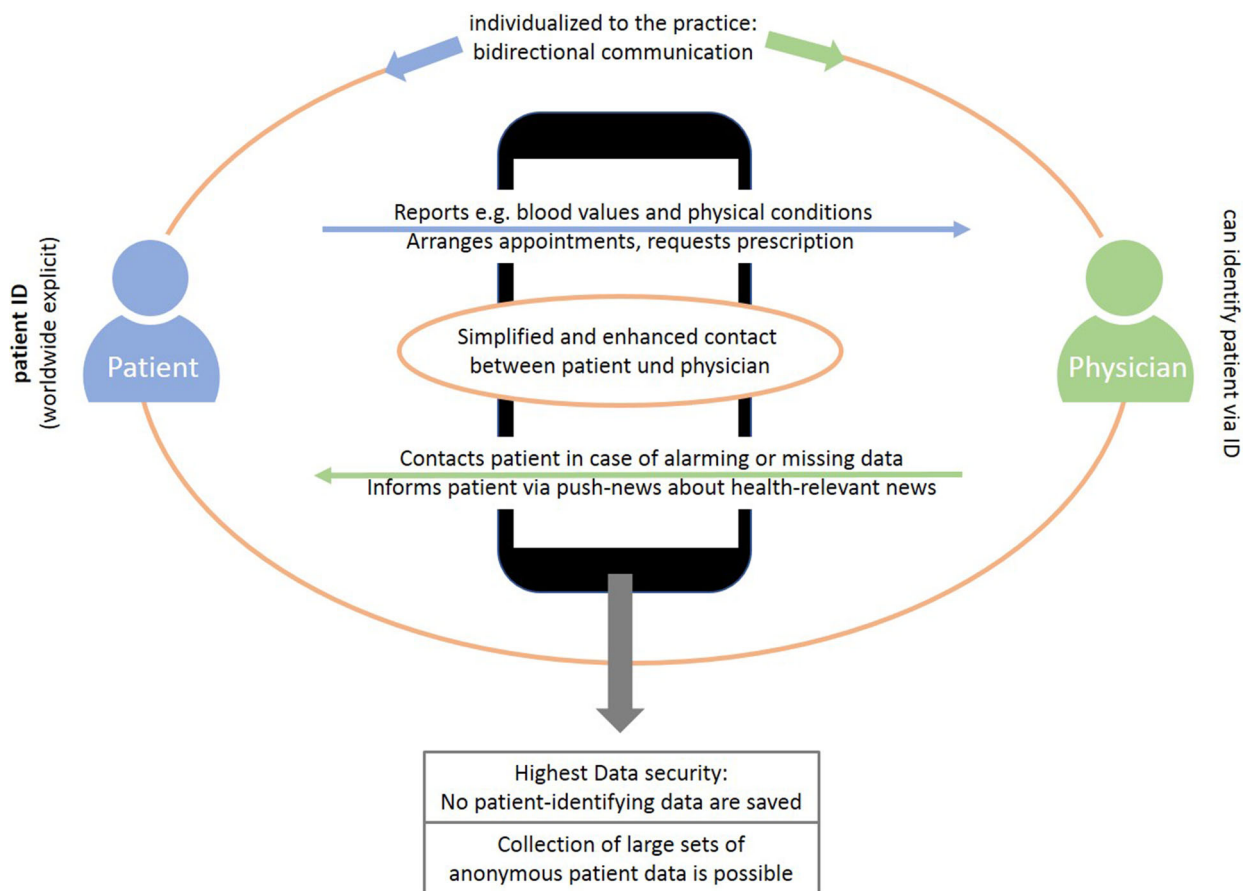 individualized to the practice:
bidirectional communication
Reports e.g. blood values and physical conditions
Arranges appointments, requests prescription
patient ID
(worldwide explicit)
Patient
Simplified and enhanced contact
between patient und physician
Physician
can identify patient via ID
Contacts patient in case of alarming or missing data
Informs patient via push-news about health-relevant news
Highest Data security:
No patient-identifying data are saved
Collection of large sets of
anonymous patient data is possible